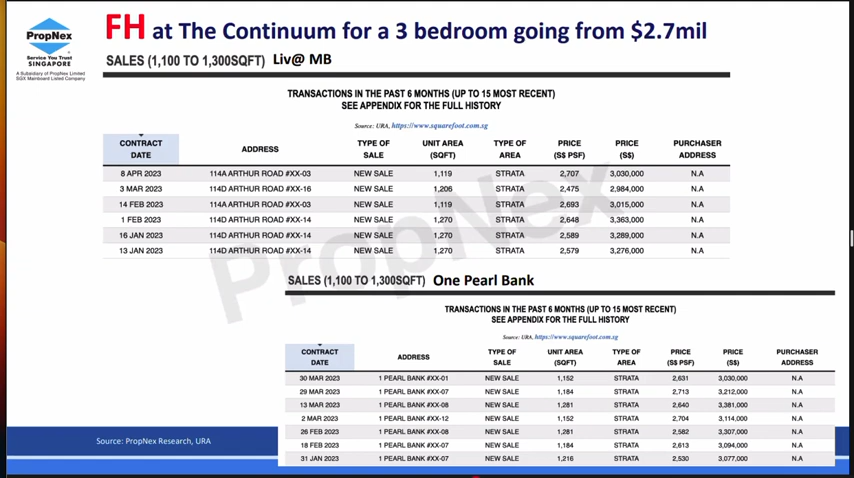 PropNex
Service You Trust
SINGAPORE
A Subsidiary of PropNex Limited
SGX Mainboard Listed Company
FH at The Continuum for a 3 bedroom going from $2.7mil
SALES (1,100 TO 1,300SQFT) Liv@ MB
TRANSACTIONS IN THE PAST 6 MONTHS (UP TO 15 MOST RECENT)
SEE APPENDIX FOR THE FULL HISTORY
Source: URA, https://www.squarefoot.com.sg
CONTRACT DATE ADDRESS TYPE OF SALE UNIT AREA (SQFT) TYPE OF AREA PRICE (S$ PSF) PRICE (S$) PURCHASER ADDRESS
8 APR 2023 114A ARTHUR ROAD #XX-03 NEW SALE 1,119 STRATA 2,707 3,030,000 N.A
3 MAR 2023 114D ARTHUR ROAD #XX-16 NEW SALE 1,206 STRATA 2,475 2,984,000 N.A
14 FEB 2023 114A ARTHUR ROAD #XX-03 NEW SALE 1,119 STRATA 2,693 3,015,000 N.A
1 FEB 2023 114D ARTHUR ROAD #XX-14 NEW SALE 1,270 STRATA 2,648 3,363,000 N.A
16 JAN 2023 114D ARTHUR ROAD #XX-14 NEW SALE 1,270 STRATA 2,589 3,289,000 N.A
13 JAN 2023 114D ARTHUR ROAD #XX-14 NEW SALE 1,270 STRATA 2,579 3,276,000 N.A
PropNex
SALES (1,100 TO 1,300SQFT) One Pearl Bank
TRANSACTIONS IN THE PAST 6 MONTHS (UP TO 15 MOST RECENT)
SEE APPENDIX FOR THE FULL HISTORY
Source: URA, https://www.squarefoot.com.sg
CONTRACT DATE ADDRESS TYPE OF SALE UNIT AREA (SQFT) TYPE OF AREA PRICE (S$ PSF) PRICE (S$) PURCHASER ADDRESS
30 MAR 2023 1 PEARL BANK #XX-01 NEW SALE 1,152 STRATA 2,631 3,030,000 N.A
29 MAR 2023 1 PEARL BANK #XX-07 NEW SALE 1,184 STRATA 2,713 3,212,000 N.A
13 MAR 2023 1 PEARL BANK #XX-08 NEW SALE 1,281 STRATA 2,640 3,381,000 N.A
2 MAR 2023 1 PEARL BANK #XX-12 NEW SALE 1,152 STRATA 2,704 3,114,000 N.A
26 FEB 2023 1 PEARL BANK #XX-08 NEW SALE 1,281 STRATA 2,582 3,307,000 N.A
18 FEB 2023 1 PEARL BANK #XX-07 NEW SALE 1,184 STRATA 2,613 3,094,000 N.A
31 JAN 2023 1 PEARL BANK #XX-07 NEW SALE 1,216 STRATA 2,530 3,077,000 N.A
Source: PropNex Research, URA